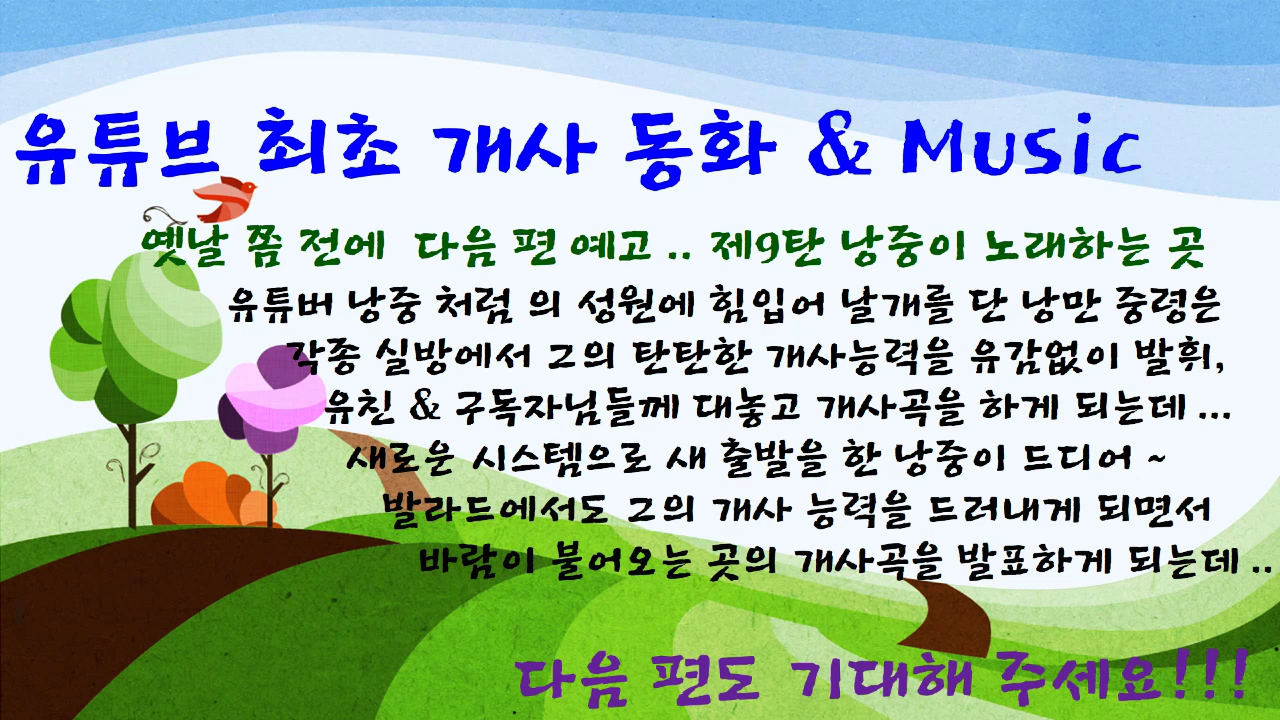 유튜브 최초 개사 동화 & Music
옛날 쯤 전에 다음 편 예고 .. 제9탄 낭중이 노래하는 곳
유튜버 낭중 처럼 의 성원에 힘입어 날개를 단 낭만 중령은
각종 실방에서 그의 탄탄한 개사능력을 유감없이 발휘,
유친 & 구독자님들께 대놓고 개사곡을 하게 되는데 ...
새로운 시스템으로 새 출발을 한 낭중이 드디어 ~
발라드에서도 그의 개사 능력을 드러내게 되면서
바람이 불어오는 곳의 개사곡을 발표하게 되는데 ..
다음 편도 기대해 주세요!!!